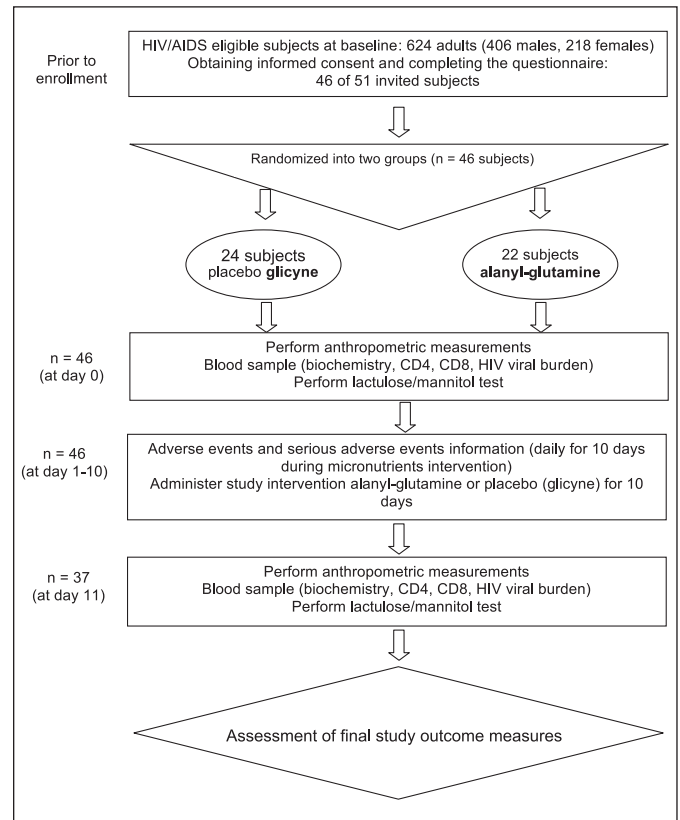 Prior to
enrollment
HIV/AIDS eligible subjects at baseline: 624 adults (406 males, 218 females)
Obtaining informed consent and completing the questionnaire:
46 of 51 invited subjects
Randomized into two groups (n = 46 subjects)
24 subjects
placebo glicyne
22 subjects
alanyl-glutamine
n = 46
(at day 0)
Perform anthropometric measurements
Blood sample (biochemistry, CD4, CD8, HIV viral burden)
Perform lactulose/mannitol test
n = 46
(at day 1-10)
Adverse events and serious adverse events information (daily for 10 days
during micronutrients intervention)
Administer study intervention alanyl-glutamine or placebo (glicyne) for 10
days
n = 37
(at day 11)
Perform anthropometric measurements
Blood sample (biochemistry, CD4, CD8, HIV viral burden)
Perform lactulose/mannitol test
Assessment of final study outcome measures